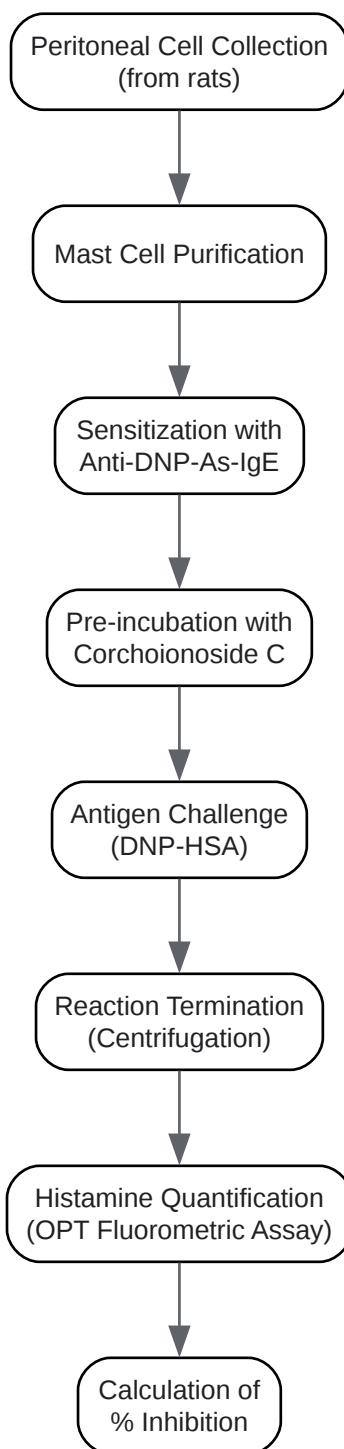 Peritoneal Cell Collection
(from rats)
Mast Cell Purification
Sensitization with
Anti-DNP-As-IgE
Pre-incubation with
Corchoionoside C
Antigen Challenge
(DNP-HSA)
Reaction Termination
(Centrifugation)
Histamine Quantification
(OPT Fluorometric Assay)
Calculation of
% Inhibition